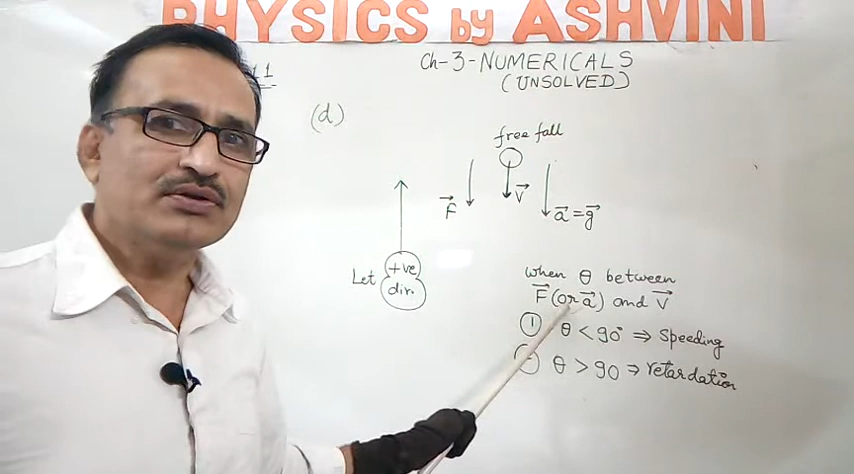 PHYSICS by ASHVINI
Ch-3-NUMERICALS
(UNSOLVED)
11
(d)
free fall
F V a = g
Let +ve
dir.
when θ between
F (or a) and V
① θ < 90° ⇒ Speeding
θ > 90 ⇒ retardation